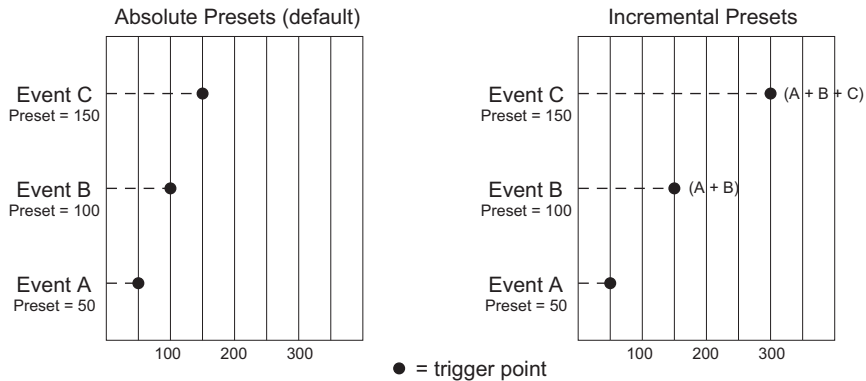 Absolute Presets (default)
Event C
Preset = 150
Event B
Preset = 100
Event A
Preset = 50
100 200 300
Incremental Presets
Event C
Preset = 150
(A + B + C)
Event B
Preset = 100
(A + B)
Event A
Preset = 50
100 200 300
= trigger point